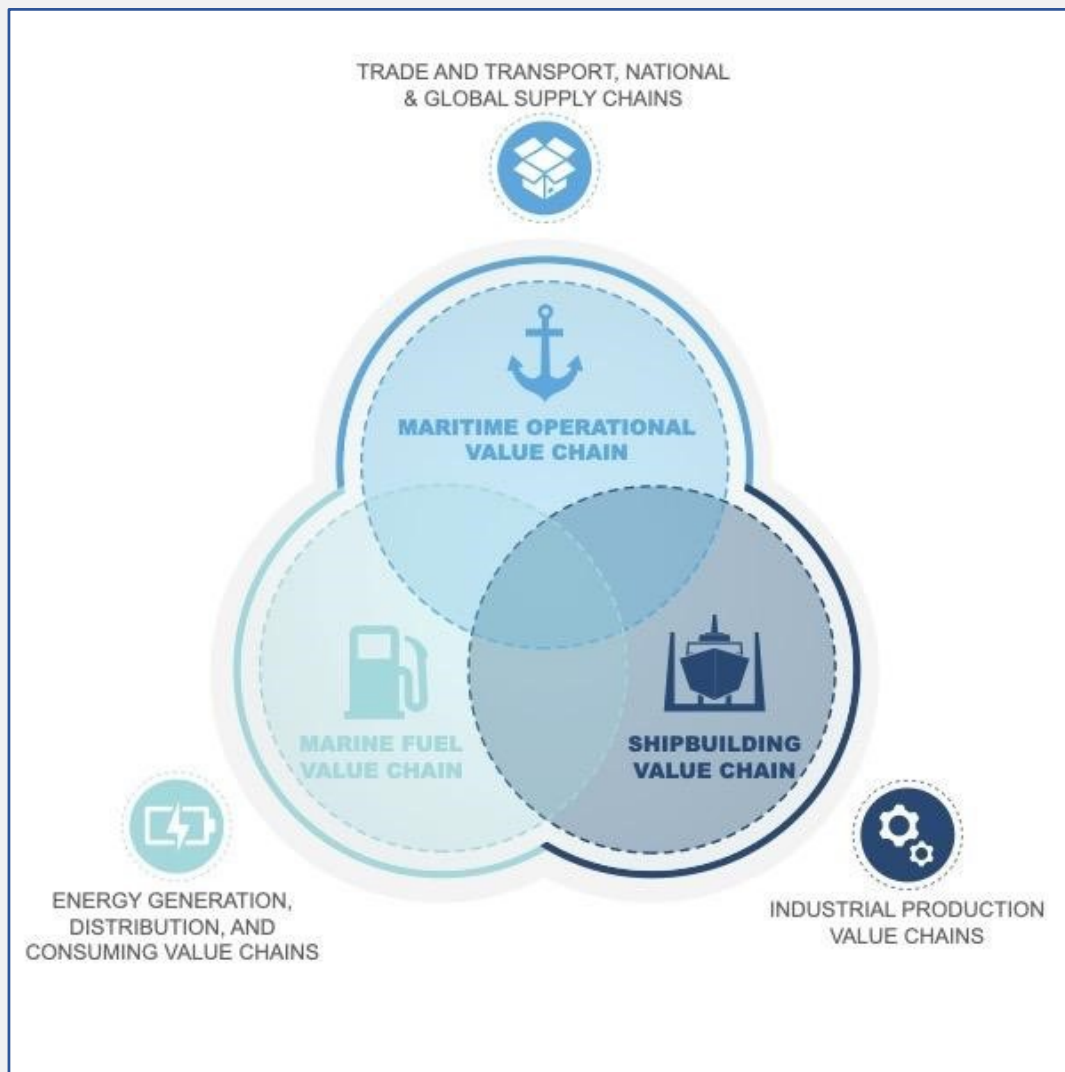 TRADE AND TRANSPORT, NATIONAL
& GLOBAL SUPPLY CHAINS
MARITIME OPERATIONAL
VALUE CHAIN
MARINE FUEL
VALUE CHAIN
SHIPBUILDING
VALUE CHAIN
ENERGY GENERATION,
DISTRIBUTION, AND
CONSUMING VALUE CHAINS
INDUSTRIAL PRODUCTION
VALUE CHAINS